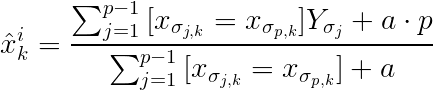 \hat{x}_k^i = \frac{\sum_{j=1}^{p-1} [x_{\sigma_{j,k}} = x_{\sigma_{p,k}}] Y_{\sigma_j} + a \cdot p}{\sum_{j=1}^{p-1} [x_{\sigma_{j,k}} = x_{\sigma_{p,k}}] + a}